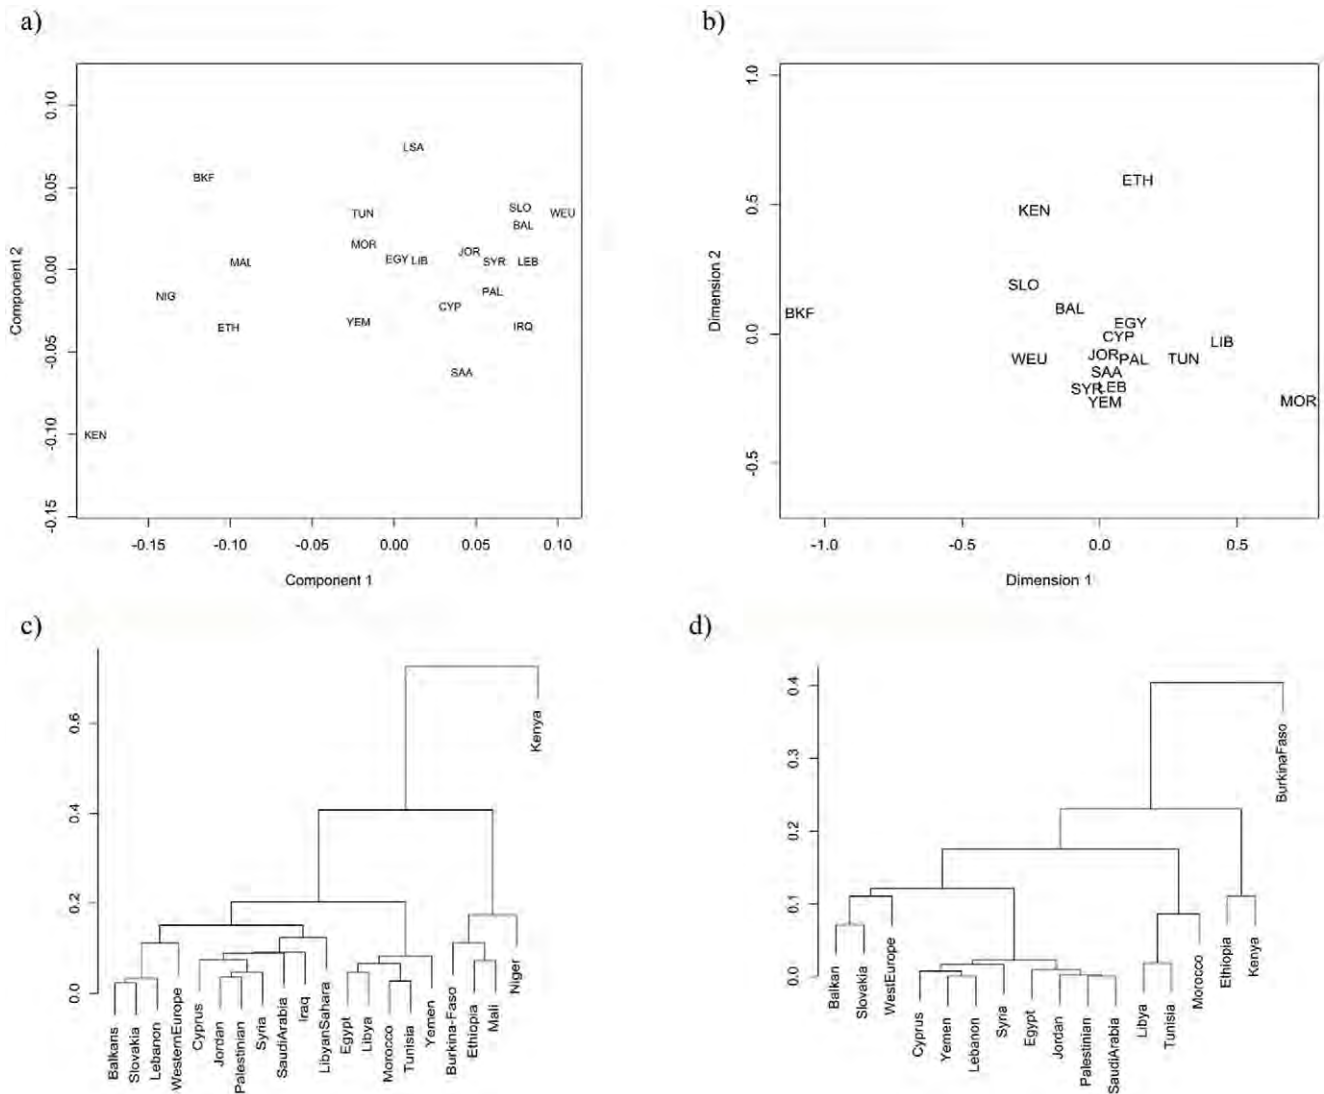 a)
Component 2
0.10
0.05
0.00
-0.05
-0.10
-0.15
LSA
BKF
SLO
WEU
TUN
BAL
MOR
JOR
EGY
LIB
SYR
LEB
MAL
PAL
NIG
CYP
YEM
IRQ
ETH
SAA
KEN
-0.15 -0.10 -0.05 0.00 0.05 0.10
Component 1
b)
Dimension 2
1.0
0.5
0.0
-0.5
ETH
KEN
SLO
BAL
BKF
EGY
CYP
LIB
WEU
JOR
PAL
TUN
SAA
SYR
LEB
YEM
MOR
-1.0 -0.5 0.0 0.5
Dimension 1
c)
0.6
0.4
0.2
0.0
Kenya
Balkans
Slovakia
Lebanon
WesternEurope
Cyprus
Jordan
Palestinian
Syria
SaudiArabia
Iraq
LibyanSahara
Egypt
Libya
Morocco
Tunisia
Yemen
Burkina-Faso
Ethiopia
Mali
Niger
d)
0.4
0.3
0.2
0.1
0.0
BurkinaFaso
Balkan
Slovakia
WestEurope
Cyprus
Yemen
Lebanon
Syria
Egypt
Jordan
Palestinian
SaudiArabia
Libya
Tunisia
Morocco
Ethiopia
Kenya